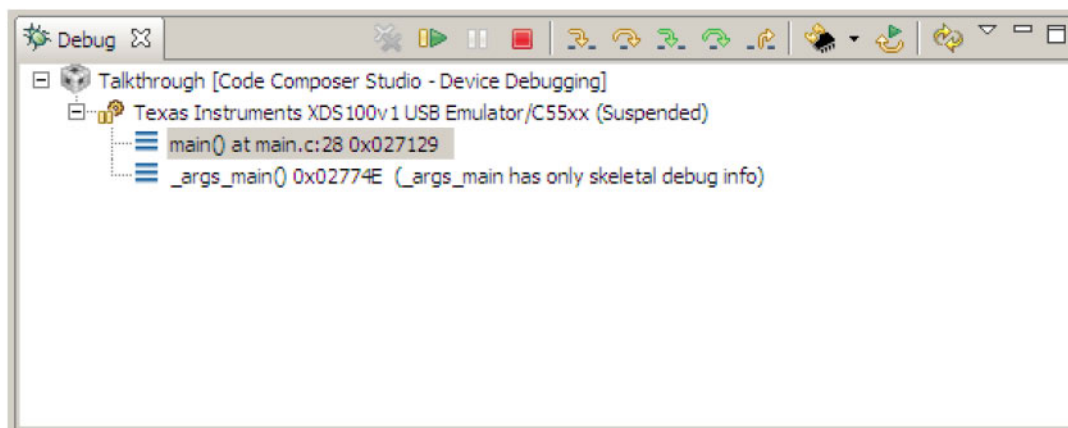 Debug
Talkthrough [Code Composer Studio - Device Debugging]
Texas Instruments XDS100v1 USB Emulator/C55xx (Suspended)
main() at main.c:28 0x027129
_args_main() 0x02774E (_args_main has only skeletal debug info)